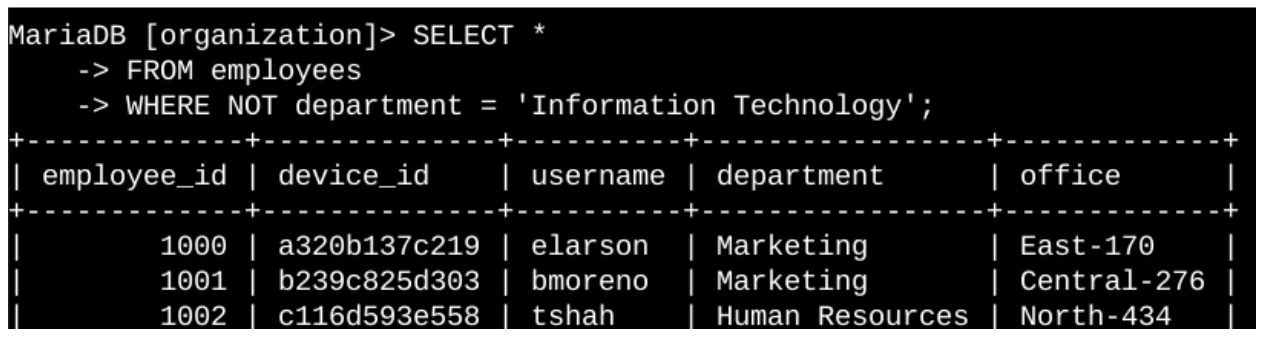 MariaDB [organization]> SELECT *
    -> FROM employees
    -> WHERE NOT department = 'Information Technology';
+-------------+--------------+----------+-----------------+-------------+
| employee_id | device_id    | username | department      | office      |
+-------------+--------------+----------+-----------------+-------------+
|        1000 | a320b137c219 | elarson  | Marketing       | East-170    |
|        1001 | b239c825d303 | bmoreno  | Marketing       | Central-276 |
|        1002 | c116d593e558 | tshah    | Human Resources | North-434   |